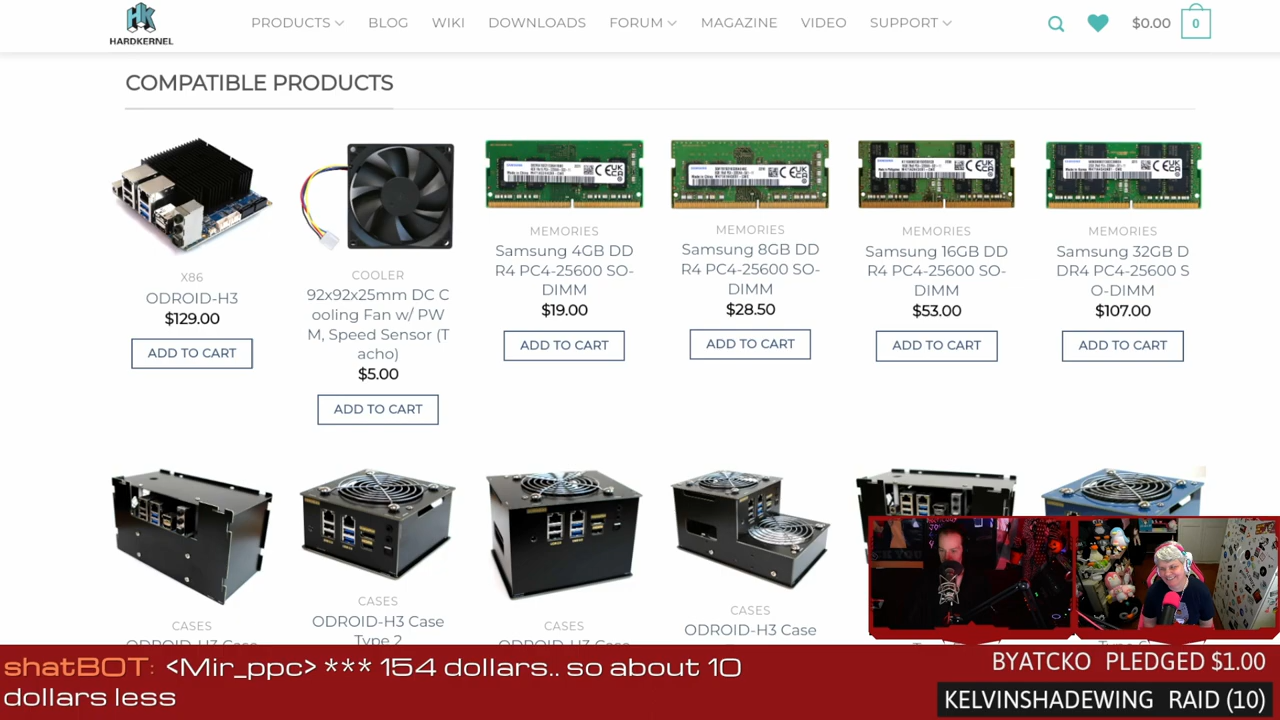 HARDKERNEL
PRODUCTS BLOG WIKI DOWNLOADS FORUM MAGAZINE VIDEO SUPPORT $0.00 0
COMPATIBLE PRODUCTS
X86
ODROID-H3
$129.00
ADD TO CART
COOLER
92x92x25mm DC C
ooling Fan w/ PW
M, Speed Sensor (T
acho)
$5.00
ADD TO CART
MEMORIES
Samsung 4GB DD
R4 PC4-25600 SO-
DIMM
$19.00
ADD TO CART
MEMORIES
Samsung 8GB DD
R4 PC4-25600 SO-
DIMM
$28.50
ADD TO CART
MEMORIES
Samsung 16GB DD
R4 PC4-25600 SO-
DIMM
$53.00
ADD TO CART
MEMORIES
Samsung 32GB D
DR4 PC4-25600 S
O-DIMM
$107.00
ADD TO CART
CASES
ODROID-H3 Case
CASES
ODROID-H3 Case
Type 2
CASES
ODROID-H3 Case
CASES
ODROID-H3 Case
shatBOT: <Mir_ppc> *** 154 dollars.. so about 10
dollars less
BYATCKO PLEDGED $1.00
KELVINSHADEWING RAID (10)